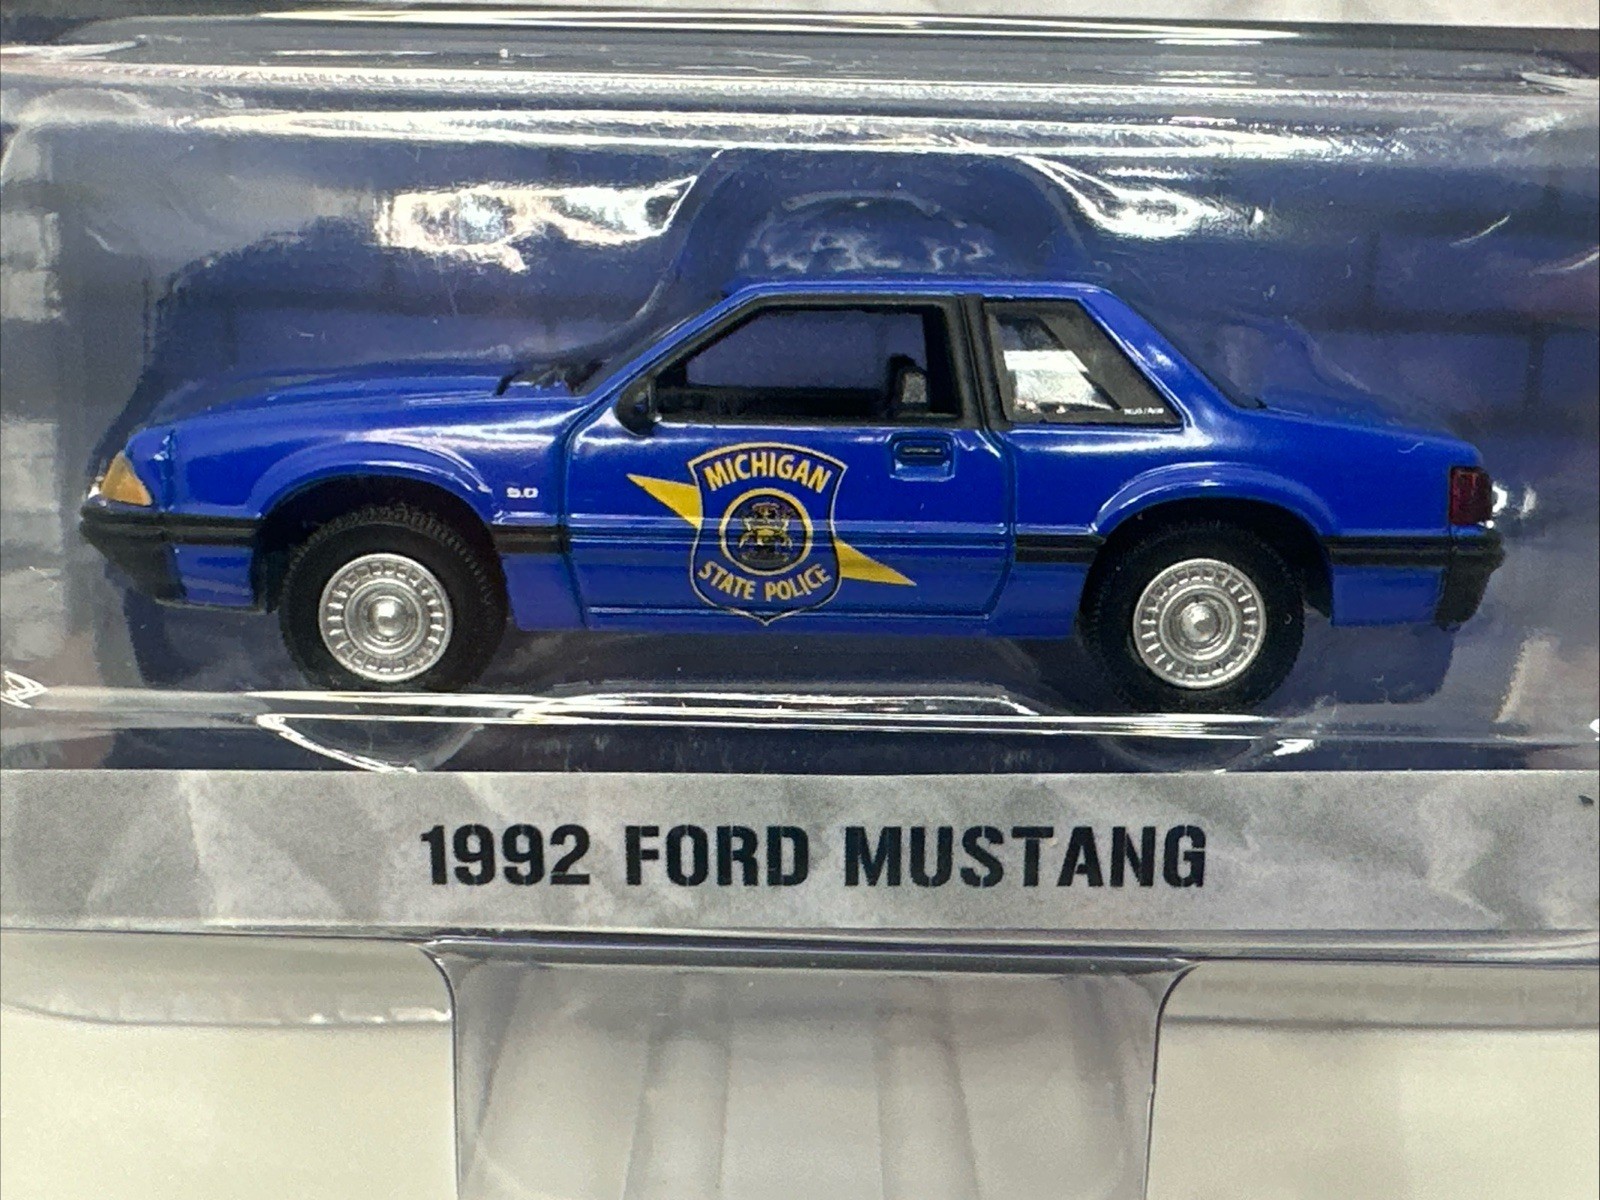 5.0
MICHIGAN
STATE POLICE
1992 FORD MUSTANG